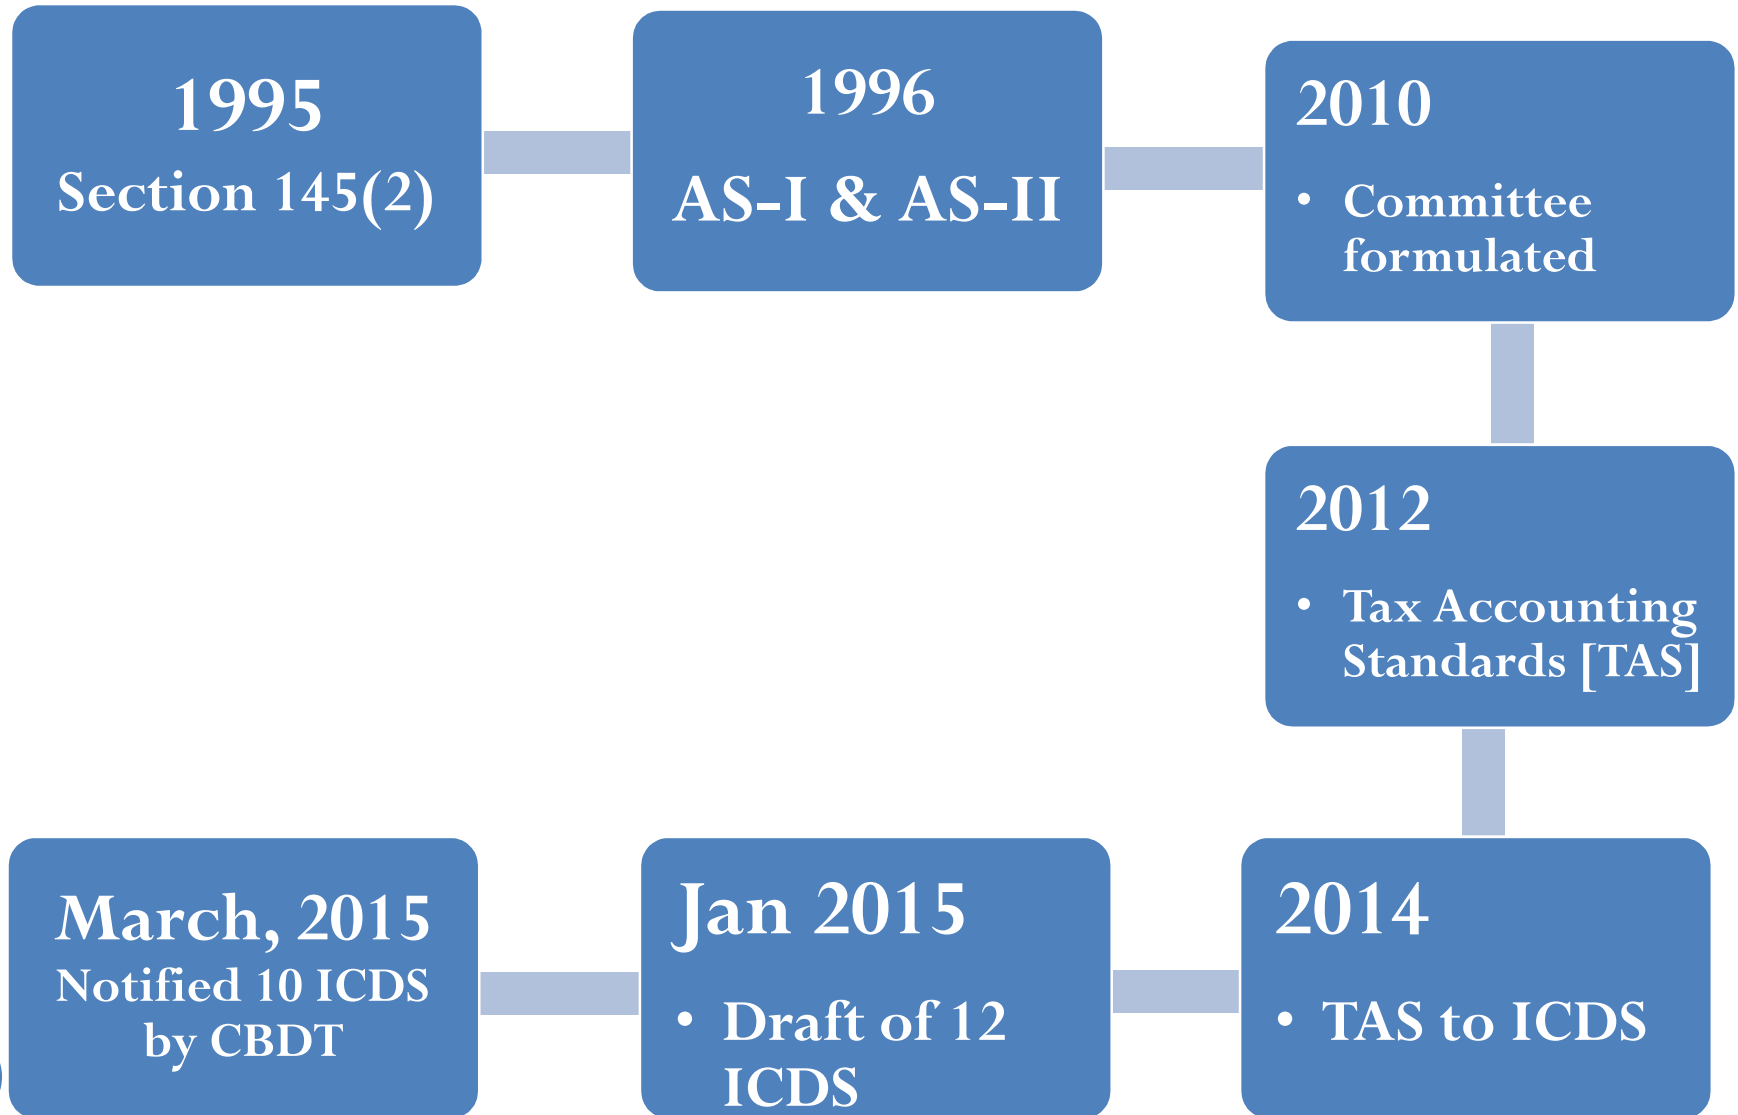 1995
Section 145(2)
1996
AS-I & AS-II
2010
• Committee
formulated
2012
• Tax Accounting
Standards [TAS]
2014
• TAS to ICDS
Jan 2015
• Draft of 12
ICDS
March, 2015
Notified 10 ICDS
by CBDT